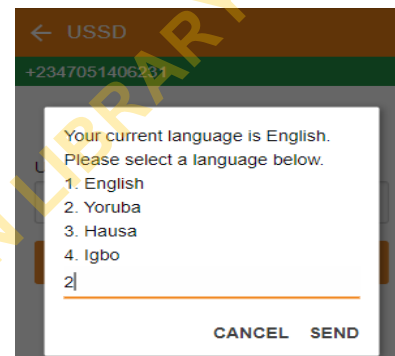 ← USSD
+2347051406231
Your current language is English.
Please select a language below.
1. English
2. Yoruba
3. Hausa
4. Igbo
2
CANCEL SEND
N LIBRARY